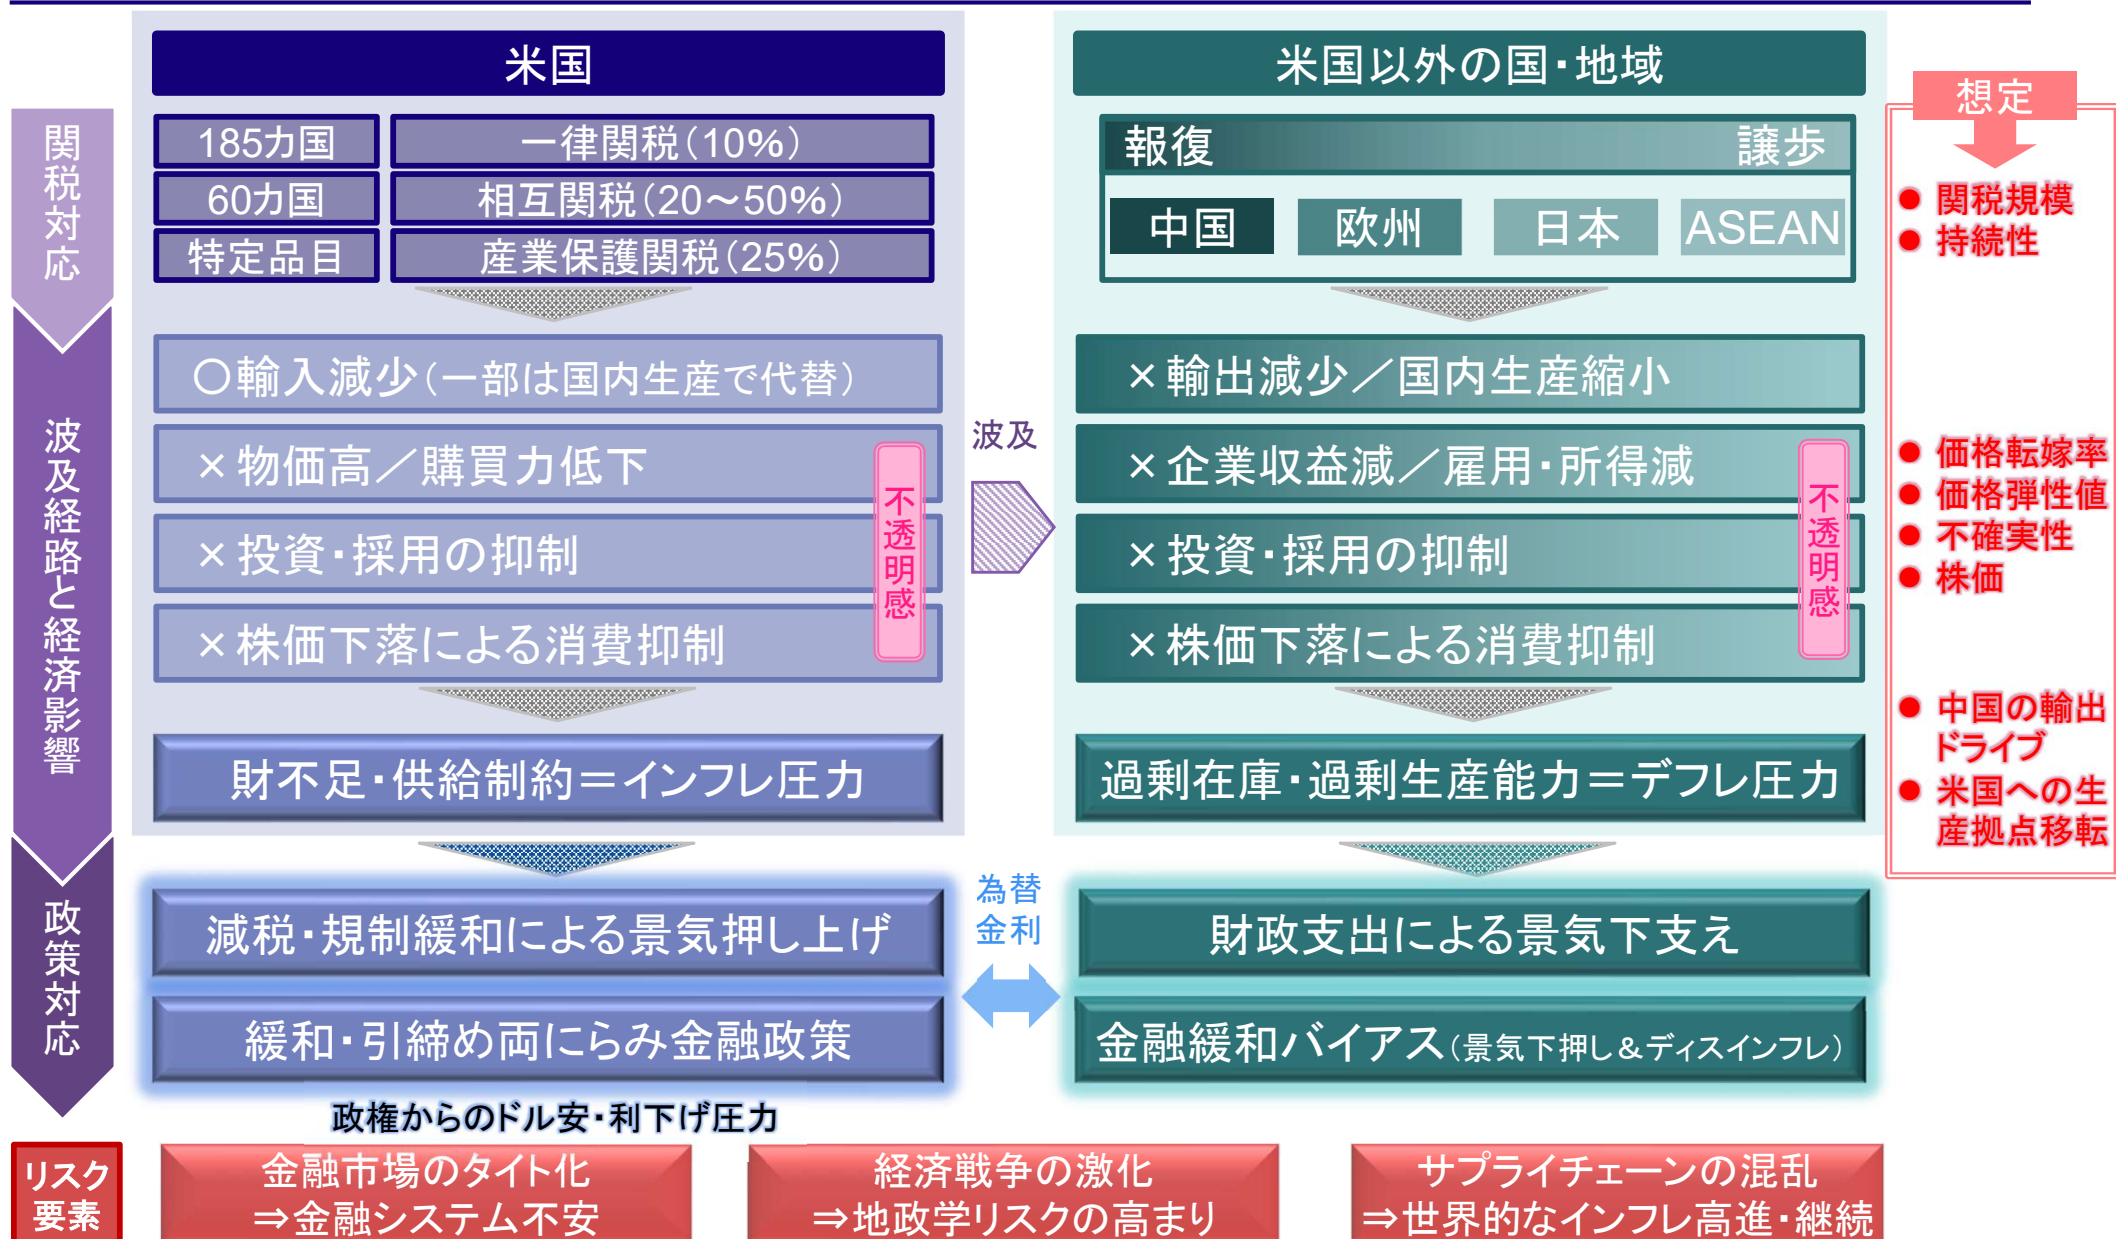 米国
米国以外の国・地域
想定
関税対応
185カ国
一律関税（10%）
60カ国
相互関税（20～50%）
特定品目
産業保護関税（25%）
報復
譲歩
中国
欧州
日本
ASEAN
● 関税規模
● 持続性
波及経路と経済影響
○輸入減少（一部は国内生産で代替）
×物価高／購買力低下
×投資・採用の抑制
×株価下落による消費抑制
不透明感
波及
×輸出減少／国内生産縮小
×企業収益減／雇用・所得減
×投資・採用の抑制
×株価下落による消費抑制
不透明感
● 価格転嫁率
● 価格弾性値
● 不確実性
● 株価
財不足・供給制約＝インフレ圧力
過剰在庫・過剰生産能力＝デフレ圧力
● 中国の輸出
ドライブ
● 米国への生
産拠点移転
政策対応
減税・規制緩和による景気押し上げ
緩和・引締め両にらみ金融政策
政権からのドル安・利下げ圧力
為替
金利
財政支出による景気下支え
金融緩和バイアス（景気下押し＆ディスインフレ）
リスク
要素
金融市場のタイト化
⇒金融システム不安
経済戦争の激化
⇒地政学リスクの高まり
サプライチェーンの混乱
⇒世界的なインフレ高進・継続